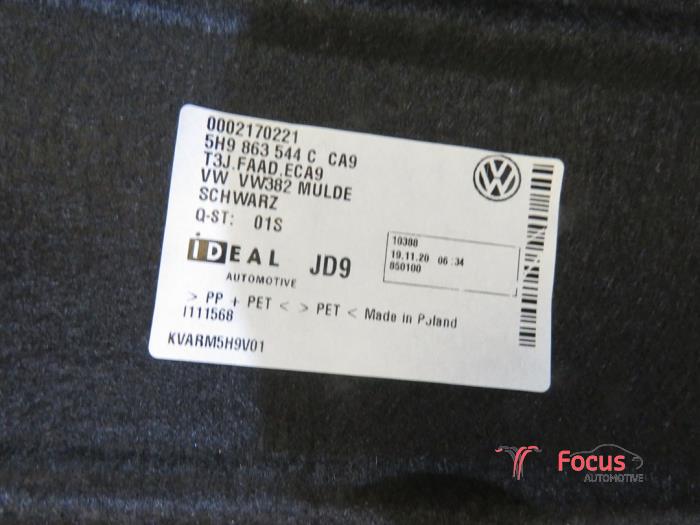 0002170221
5H9 863 544 C CA9
T3J.FAAD.ECA9
VW VW382 MULDE
SCHWARZ
Q-ST: 01S
iDEAL
AUTOMOTIVE
JD9
10388
19.11.20 06:34
850100
> PP + PET < > PET < Made in Poland
I111568
KVARM5H9V01
Focus
AUTOMOTIVE